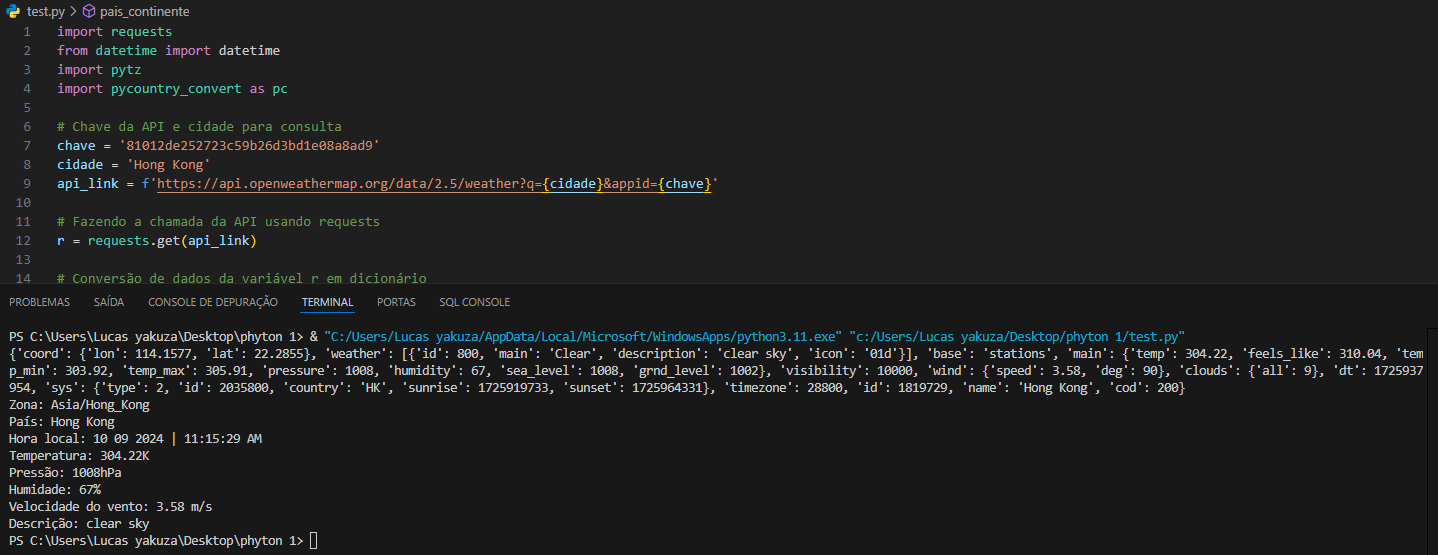 test.py > pais_continente
1 import requests
2 from datetime import datetime
3 import pytz
4 import pycountry_convert as pc
5
6 # Chave da API e cidade para consulta
7 chave = '81012de252723c59b26d3bd1e08a8ad9'
8 cidade = 'Hong Kong'
9 api_link = f'https://api.openweathermap.org/data/2.5/weather?q={cidade}&appid={chave}'
10
11 # Fazendo a chamada da API usando requests
12 r = requests.get(api_link)
13
14 # Conversão de dados da variável r em dicionário
PROBLEMAS SAÍDA CONSOLE DE DEPURAÇÃO TERMINAL PORTAS SQL CONSOLE
PS C:\Users\Lucas yakuza\Desktop\phyton 1> & "C:/Users/Lucas yakuza/AppData/Local/Microsoft/WindowsApps/python3.11.exe" "c:/Users/Lucas yakuza/Desktop/phyton 1/test.py"
{'coord': {'lon': 114.1577, 'lat': 22.2855}, 'weather': [{'id': 800, 'main': 'Clear', 'description': 'clear sky', 'icon': '01d'}], 'base': 'stations', 'main': {'temp': 304.22, 'feels_like': 310.04, 'tem
p_min': 303.92, 'temp_max': 305.91, 'pressure': 1008, 'humidity': 67, 'sea_level': 1008, 'grnd_level': 1002}, 'visibility': 10000, 'wind': {'speed': 3.58, 'deg': 90}, 'clouds': {'all': 9}, 'dt': 1725937
954, 'sys': {'type': 2, 'id': 2035800, 'country': 'HK', 'sunrise': 1725919733, 'sunset': 1725964331}, 'timezone': 28800, 'id': 1819729, 'name': 'Hong Kong', 'cod': 200}
Zona: Asia/Hong_Kong
País: Hong Kong
Hora local: 10 09 2024 | 11:15:29 AM
Temperatura: 304.22K
Pressão: 1008hPa
Humidade: 67%
Velocidade do vento: 3.58 m/s
Descrição: clear sky
PS C:\Users\Lucas yakuza\Desktop\phyton 1>